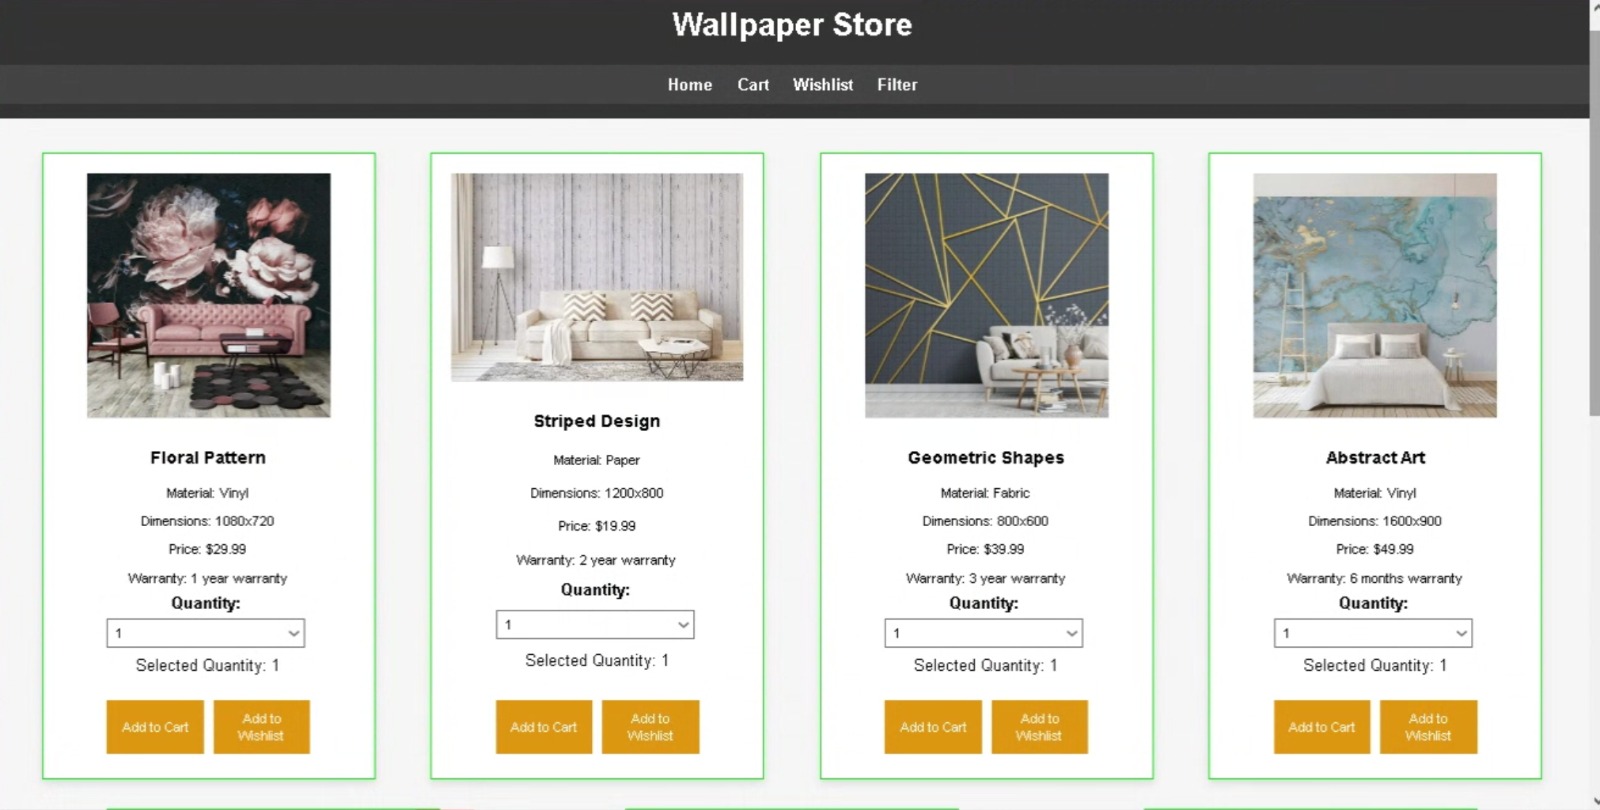 Wallpaper Store
Home Cart Wishlist Filter
Floral Pattern
Material: Vinyl
Dimensions: 1080x720
Price: $29.99
Warranty: 1 year warranty
Quantity:
1
Selected Quantity: 1
Add to Cart
Add to
Wishlist
Striped Design
Material: Paper
Dimensions: 1200x800
Price: $19.99
Warranty: 2 year warranty
Quantity:
1
Selected Quantity: 1
Add to Cart
Add to
Wishlist
Geometric Shapes
Material: Fabric
Dimensions: 800x600
Price: $39.99
Warranty: 3 year warranty
Quantity:
1
Selected Quantity: 1
Add to Cart
Add to
Wishlist
Abstract Art
Material: Vinyl
Dimensions: 1600x900
Price: $49.99
Warranty: 6 months warranty
Quantity:
1
Selected Quantity: 1
Add to Cart
Add to
Wishlist